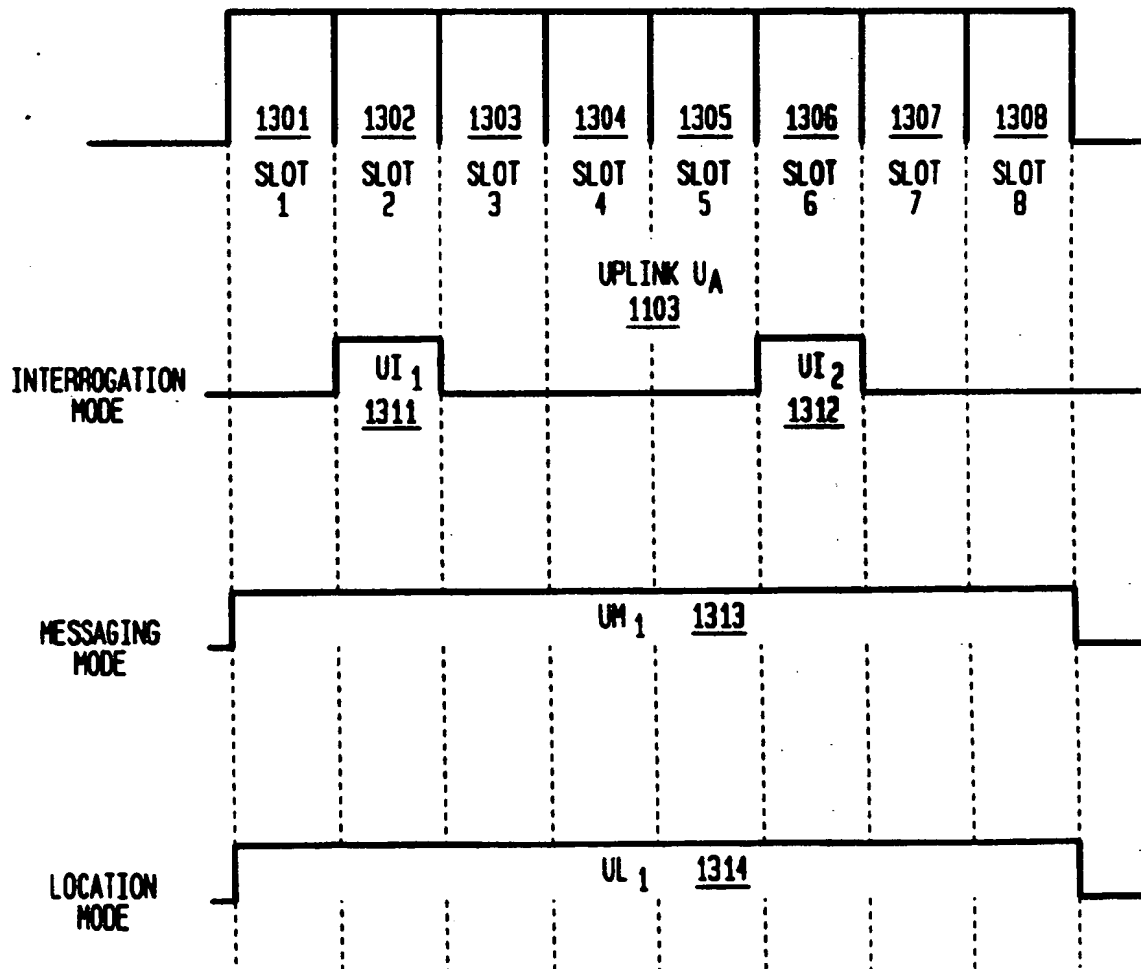 1301 1302 1303 1304 1305 1306 1307 1308
SLOT SLOT SLOT SLOT SLOT SLOT SLOT SLOT
1 2 3 4 5 6 7 8
UPLINK UA
1103
INTERROGATION
MODE
UI1
1311
UI2
1312
MESSAGING
MODE
UM1 1313
LOCATION
MODE
UL1 1314